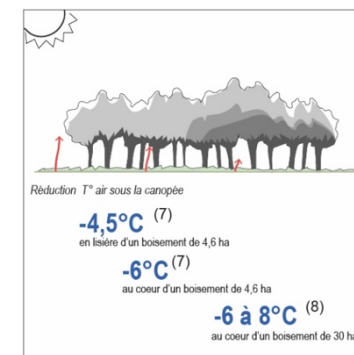 Réduction T° air sous la canopée
-4,5°C (7)
en lisière d'un boisement de 4,6 ha
-6°C (7)
au coeur d'un boisement de 4,6 ha
-6 à 8°C (8)
au coeur d'un boisement de 30 ha